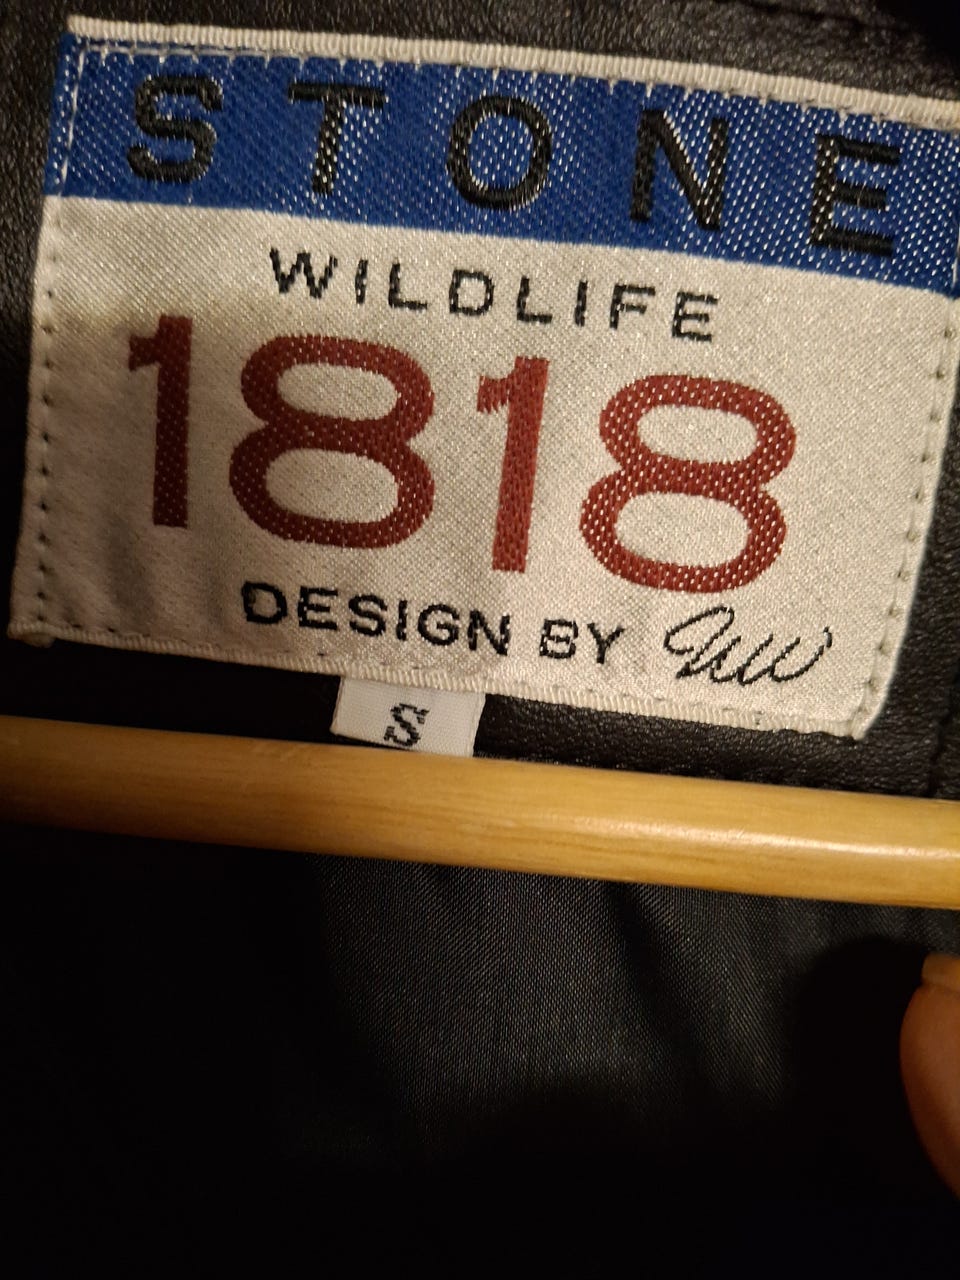 STONE
WILDLIFE
1818
DESIGN BY
S